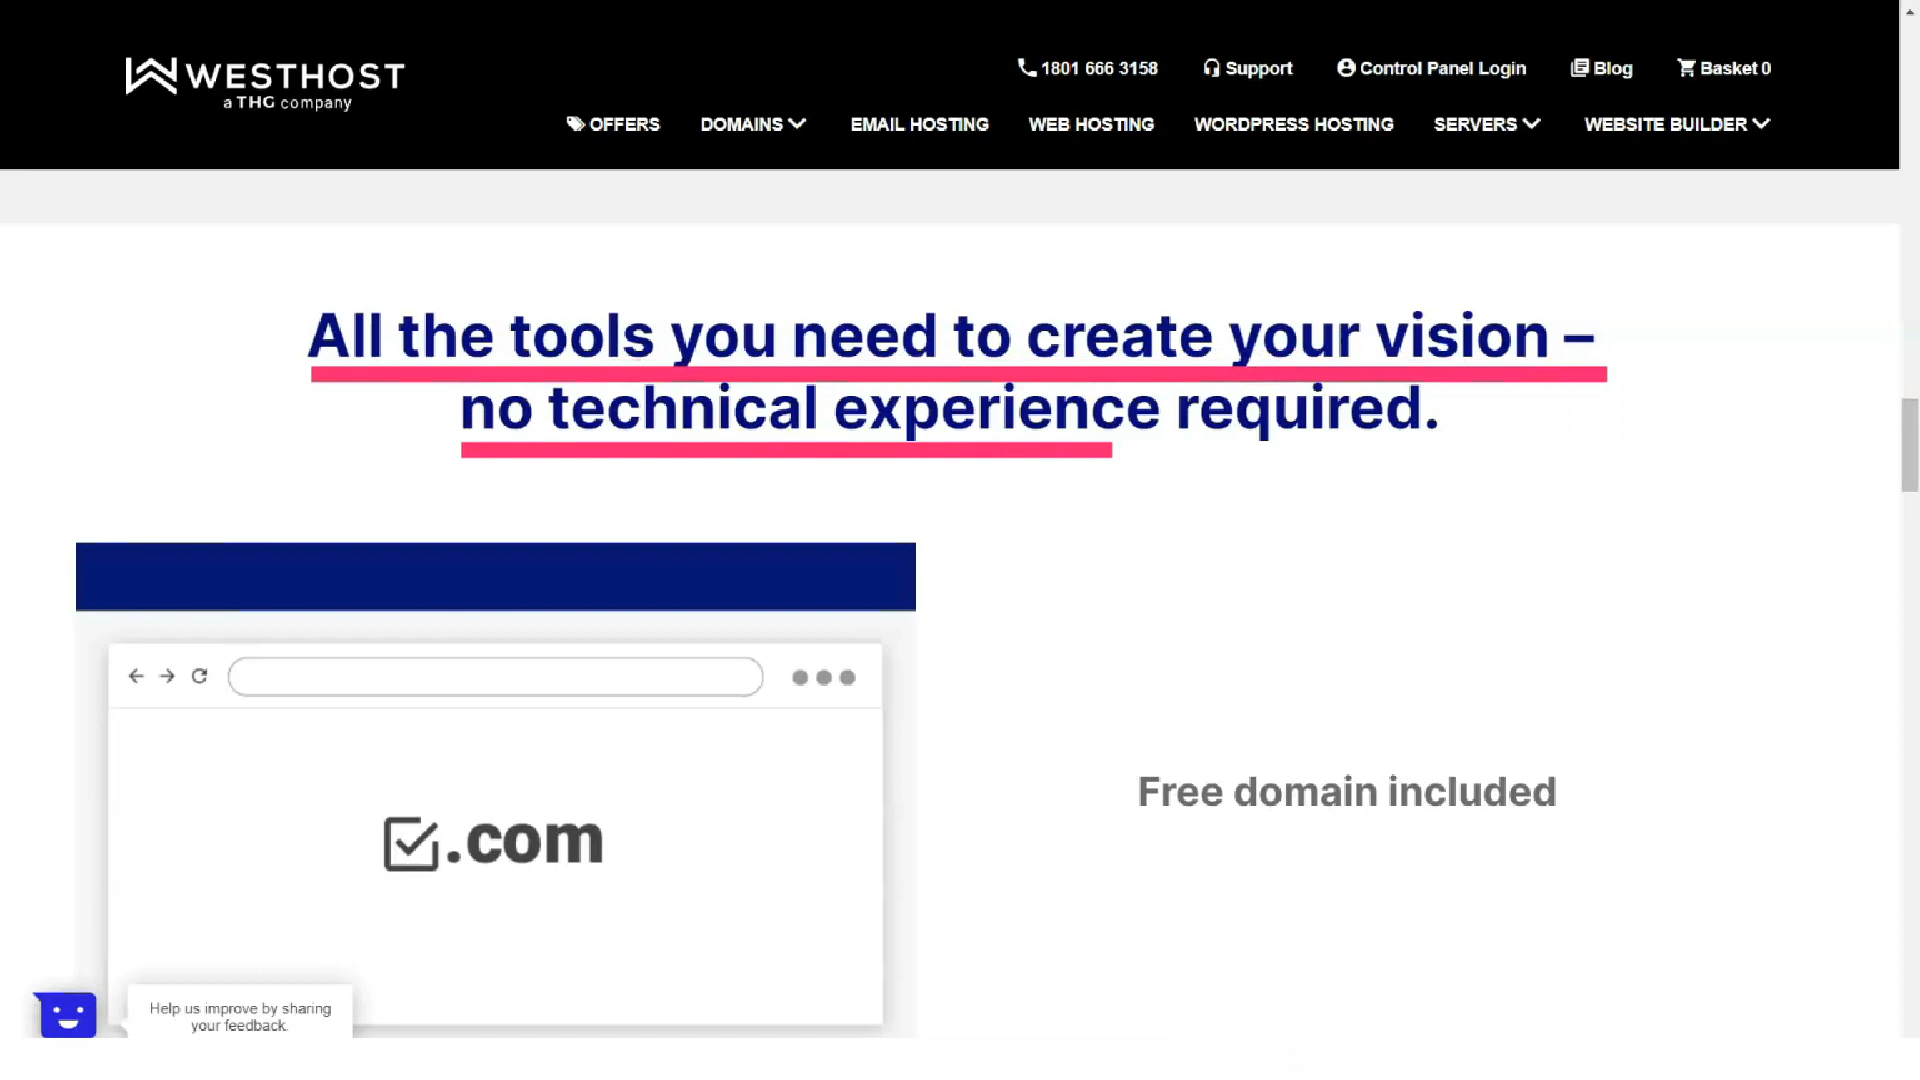 WESTHOST
a THG company
1801 666 3158
Support
Control Panel Login
Blog
Basket 0
OFFERS
DOMAINS
EMAIL HOSTING
WEB HOSTING
WORDPRESS HOSTING
SERVERS
WEBSITE BUILDER
All the tools you need to create your vision –
no technical experience required.
.com
Free domain included
Help us improve by sharing
your feedback.